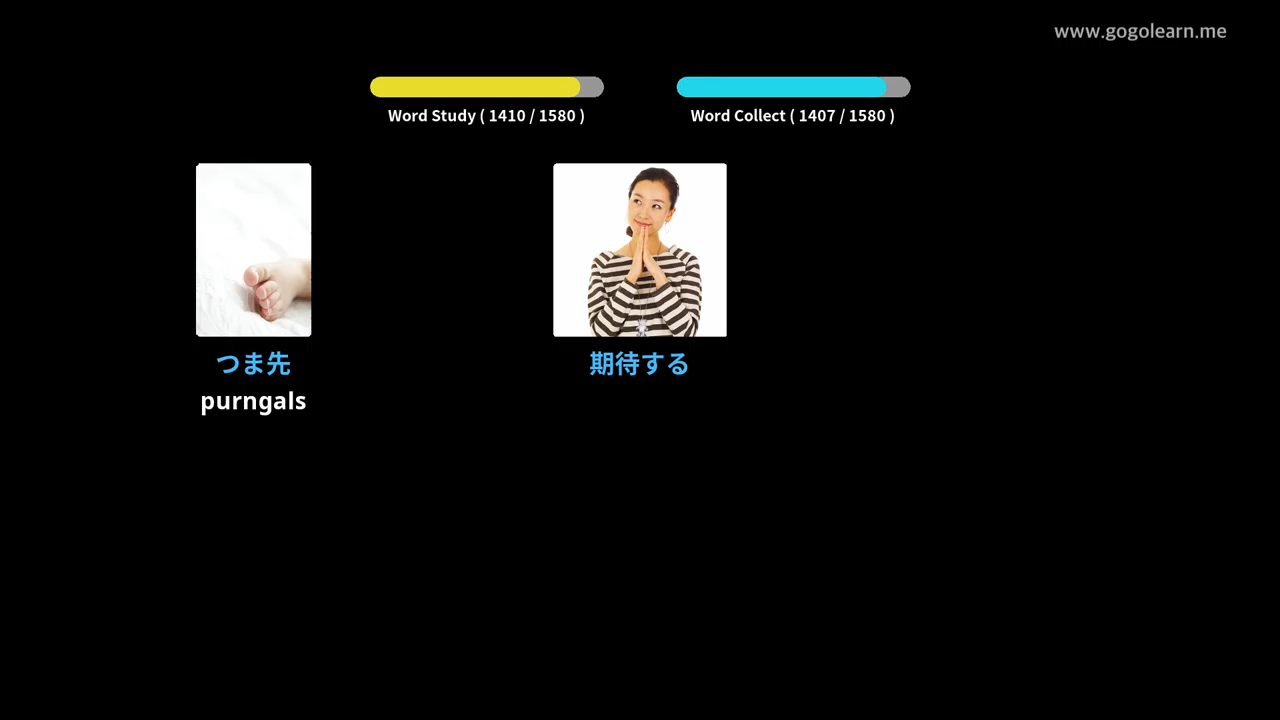 www.gogolearn.me
Word Study ( 1410 / 1580 )
Word Collect ( 1407 / 1580 )
つま先
purngals
期待する